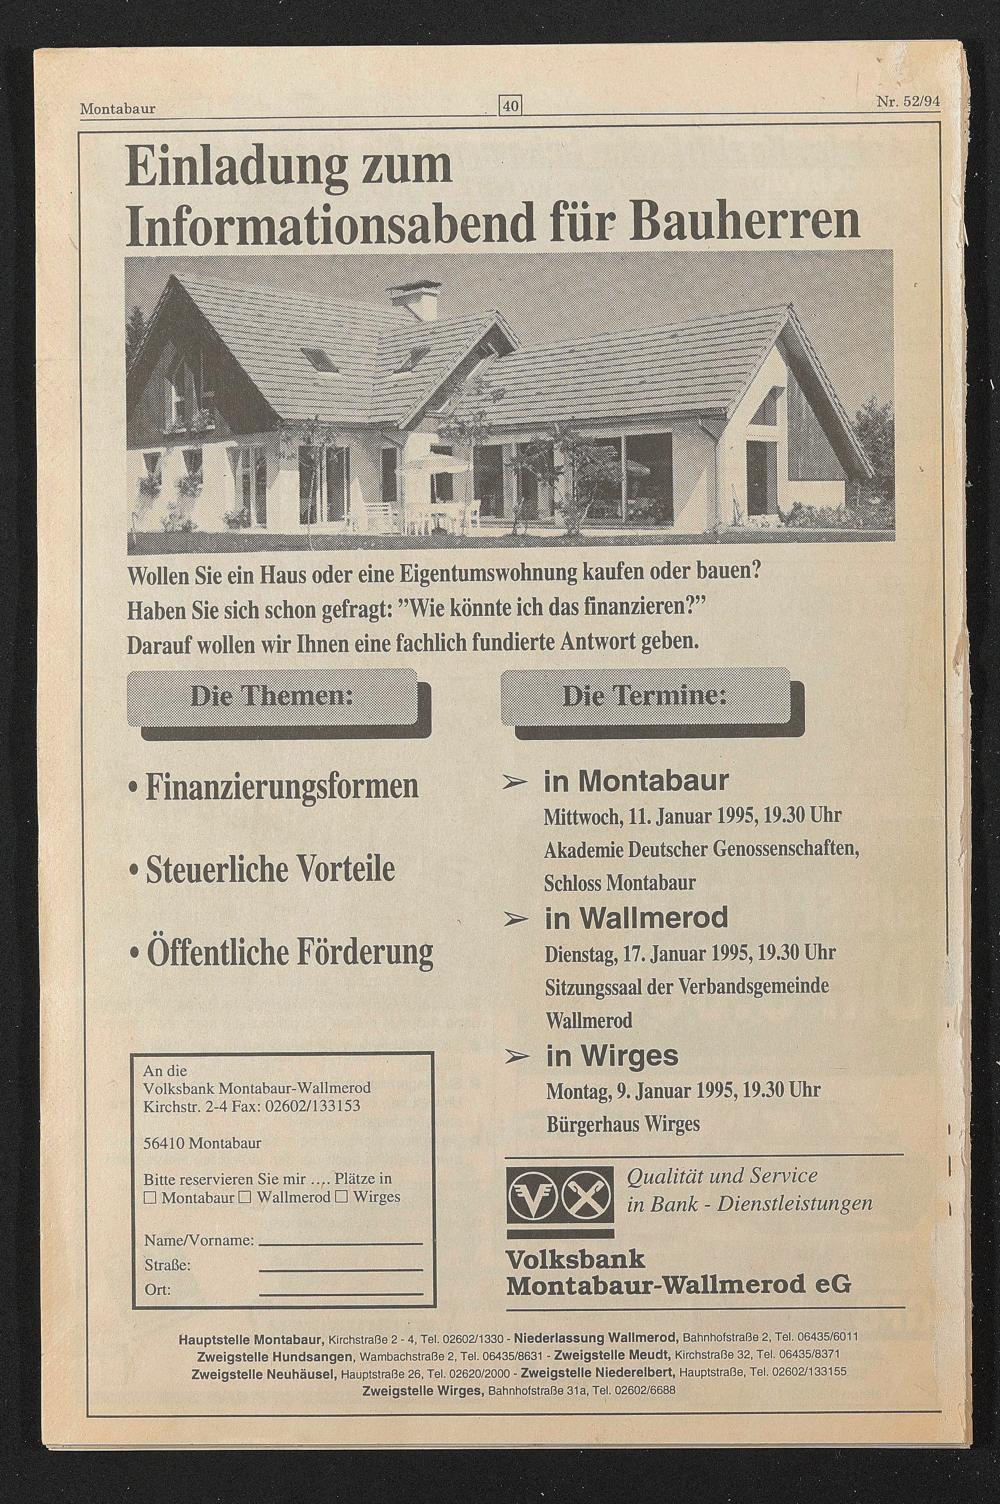 Montabaur
40
Nr. 52/94
Einladung zum
Informationsabend für Bauherren
Wollen Sie ein Haus oder eine Eigentumswohnung kaufen oder bauen?
Haben Sie sich schon gefragt: ”Wie könnte ich das finanzieren?”
Darauf wollen wir Ihnen eine fachlich fundierte Antwort geben.
Die Themen:
• Finanzierungsformen
• Steuerliche Vorteile
• Öffentliche Förderung
Die Termine:
➢ in Montabaur
Mittwoch, 11. Januar 1995, 19.30 Uhr
Akademie Deutscher Genossenschaften,
Schloss Montabaur
➢ in Wallmerod
Dienstag, 17. Januar 1995, 19.30 Uhr
Sitzungssaal der Verbandsgemeinde
Wallmerod
➢ in Wirges
Montag, 9. Januar 1995, 19.30 Uhr
Bürgerhaus Wirges
An die
Volksbank Montabaur-Wallmerod
Kirchstr. 2-4 Fax: 02602/133153
56410 Montabaur
Bitte reservieren Sie mir .... Plätze in
☐ Montabaur ☐ Wallmerod ☐ Wirges
Name/Vorname:
Straße:
Ort:
Qualität und Service
in Bank - Dienstleistungen
Volksbank
Montabaur-Wallmerod eG
Hauptstelle Montabaur, Kirchstraße 2 - 4, Tel. 02602/1330 - Niederlassung Wallmerod, Bahnhofstraße 2, Tel. 06435/6011
Zweigstelle Hundsangen, Wambachstraße 2, Tel. 06435/8631 - Zweigstelle Meudt, Kirchstraße 32, Tel. 06435/8371
Zweigstelle Neuhäusel, Hauptstraße 26, Tel. 02620/2000 - Zweigstelle Niederelbert, Hauptstraße, Tel. 02602/133155
Zweigstelle Wirges, Bahnhofstraße 31a, Tel. 02602/6688